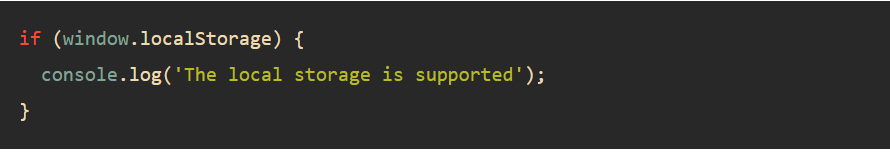 if (window.localStorage) {
  console.log('The local storage is supported');
}